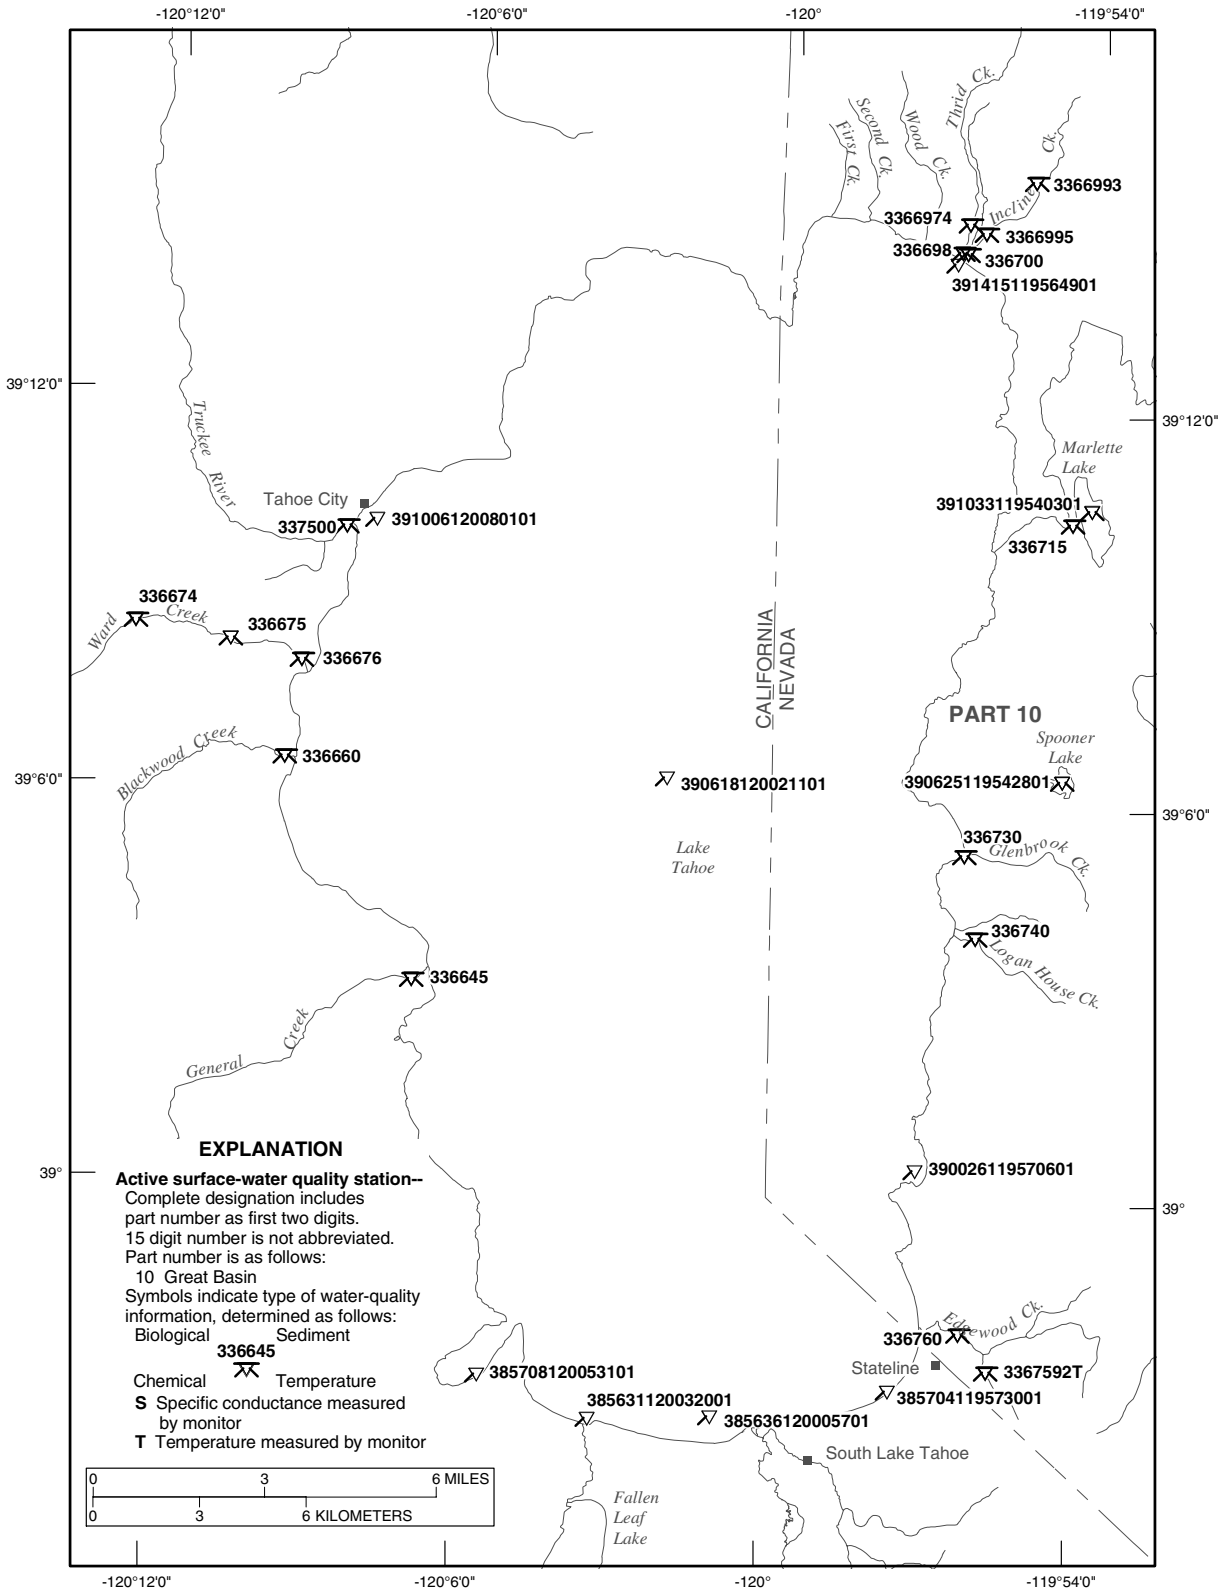 -120°12'0"
-120°6'0"
-120°
-119°54'0"
First Ck.
Second Ck.
Wood Ck.
Thrid Ck.
Incline Ck.
3366993
3366974
3366995
336698
336700
391415119564901
39°12'0"
39°12'0"
Truckee River
Marlette
Lake
Tahoe City
337500
391006120080101
391033119540301
336715
336674
Ward Creek
336675
336676
CALIFORNIA
NEVADA
PART 10
Spooner
Lake
Blackwood Creek
336660
39°6'0"
390618120021101
390625119542801
39°6'0"
336730
Glenbrook Ck.
Lake
Tahoe
336740
Logan House Ck.
336645
General Creek
EXPLANATION
39°
390026119570601
39°
Active surface-water quality station--
Complete designation includes
part number as first two digits.
15 digit number is not abbreviated.
Part number is as follows:
10 Great Basin
Symbols indicate type of water-quality
information, determined as follows:
Biological
Sediment
336645
Chemical
Temperature
S Specific conductance measured
by monitor
T Temperature measured by monitor
Edgewood Ck.
336760
Stateline
3367592T
385708120053101
385704119573001
385631120032001
385636120005701
South Lake Tahoe
0
3
6 MILES
0
3
6 KILOMETERS
Fallen
Leaf
Lake
-120°12'0"
-120°6'0"
-120°
-119°54'0"